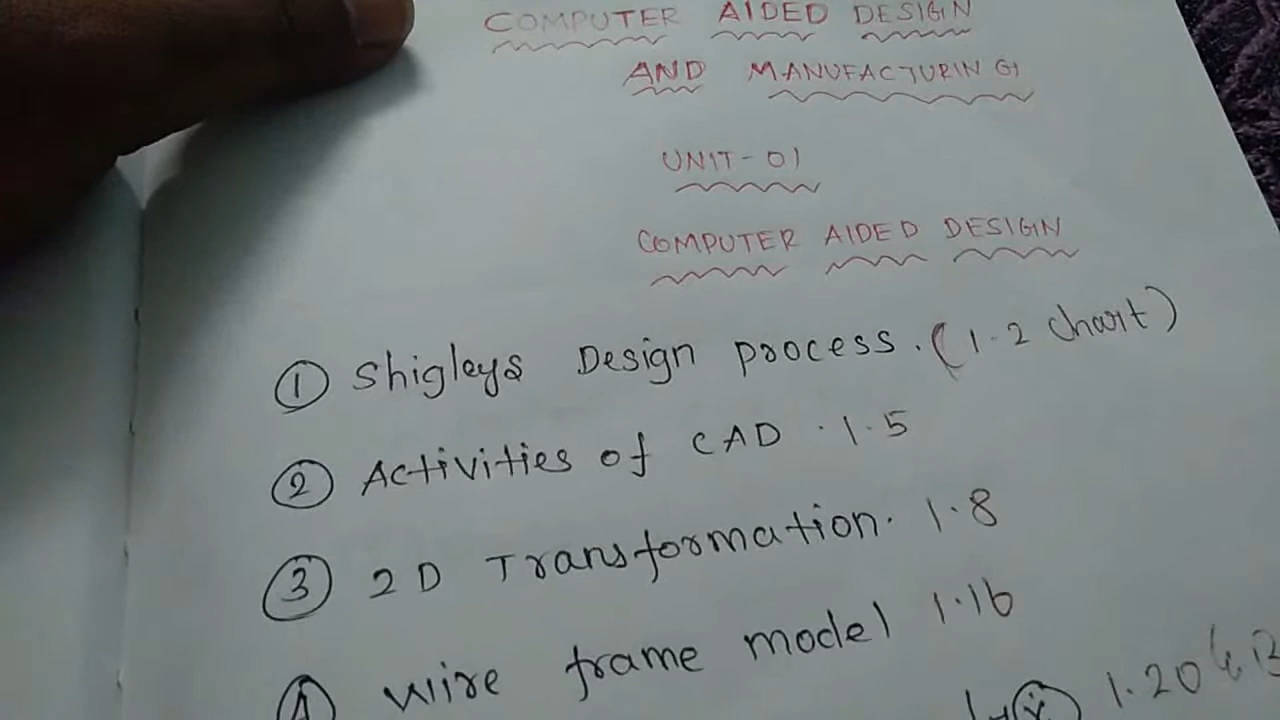 COMPUTER AIDED DESIGN
AND MANUFACTURING
UNIT-01
COMPUTER AIDED DESIGN
① Shigleys Design process. (1.2 chart)
② Activities of CAD . 1.5
③ 2D Transformation. 1.8
④ Wire frame model 1.16
1.20